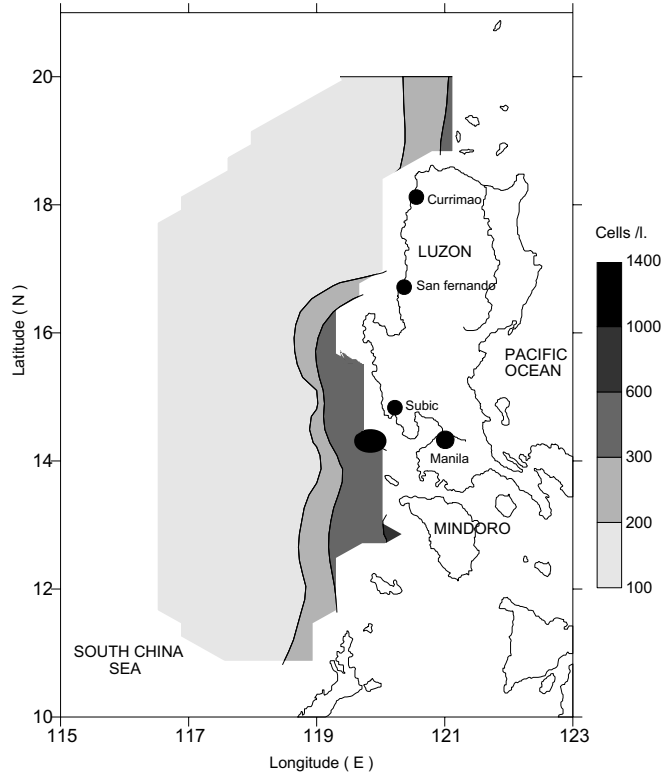 20
18
16
14
12
10
Latitude ( N )
115
117
119
121
123
Longitude ( E )
Currimao
LUZON
San fernando
PACIFIC
OCEAN
Subic
Manila
MINDORO
SOUTH CHINA
SEA
Cells /l.
1400
1000
600
300
200
100